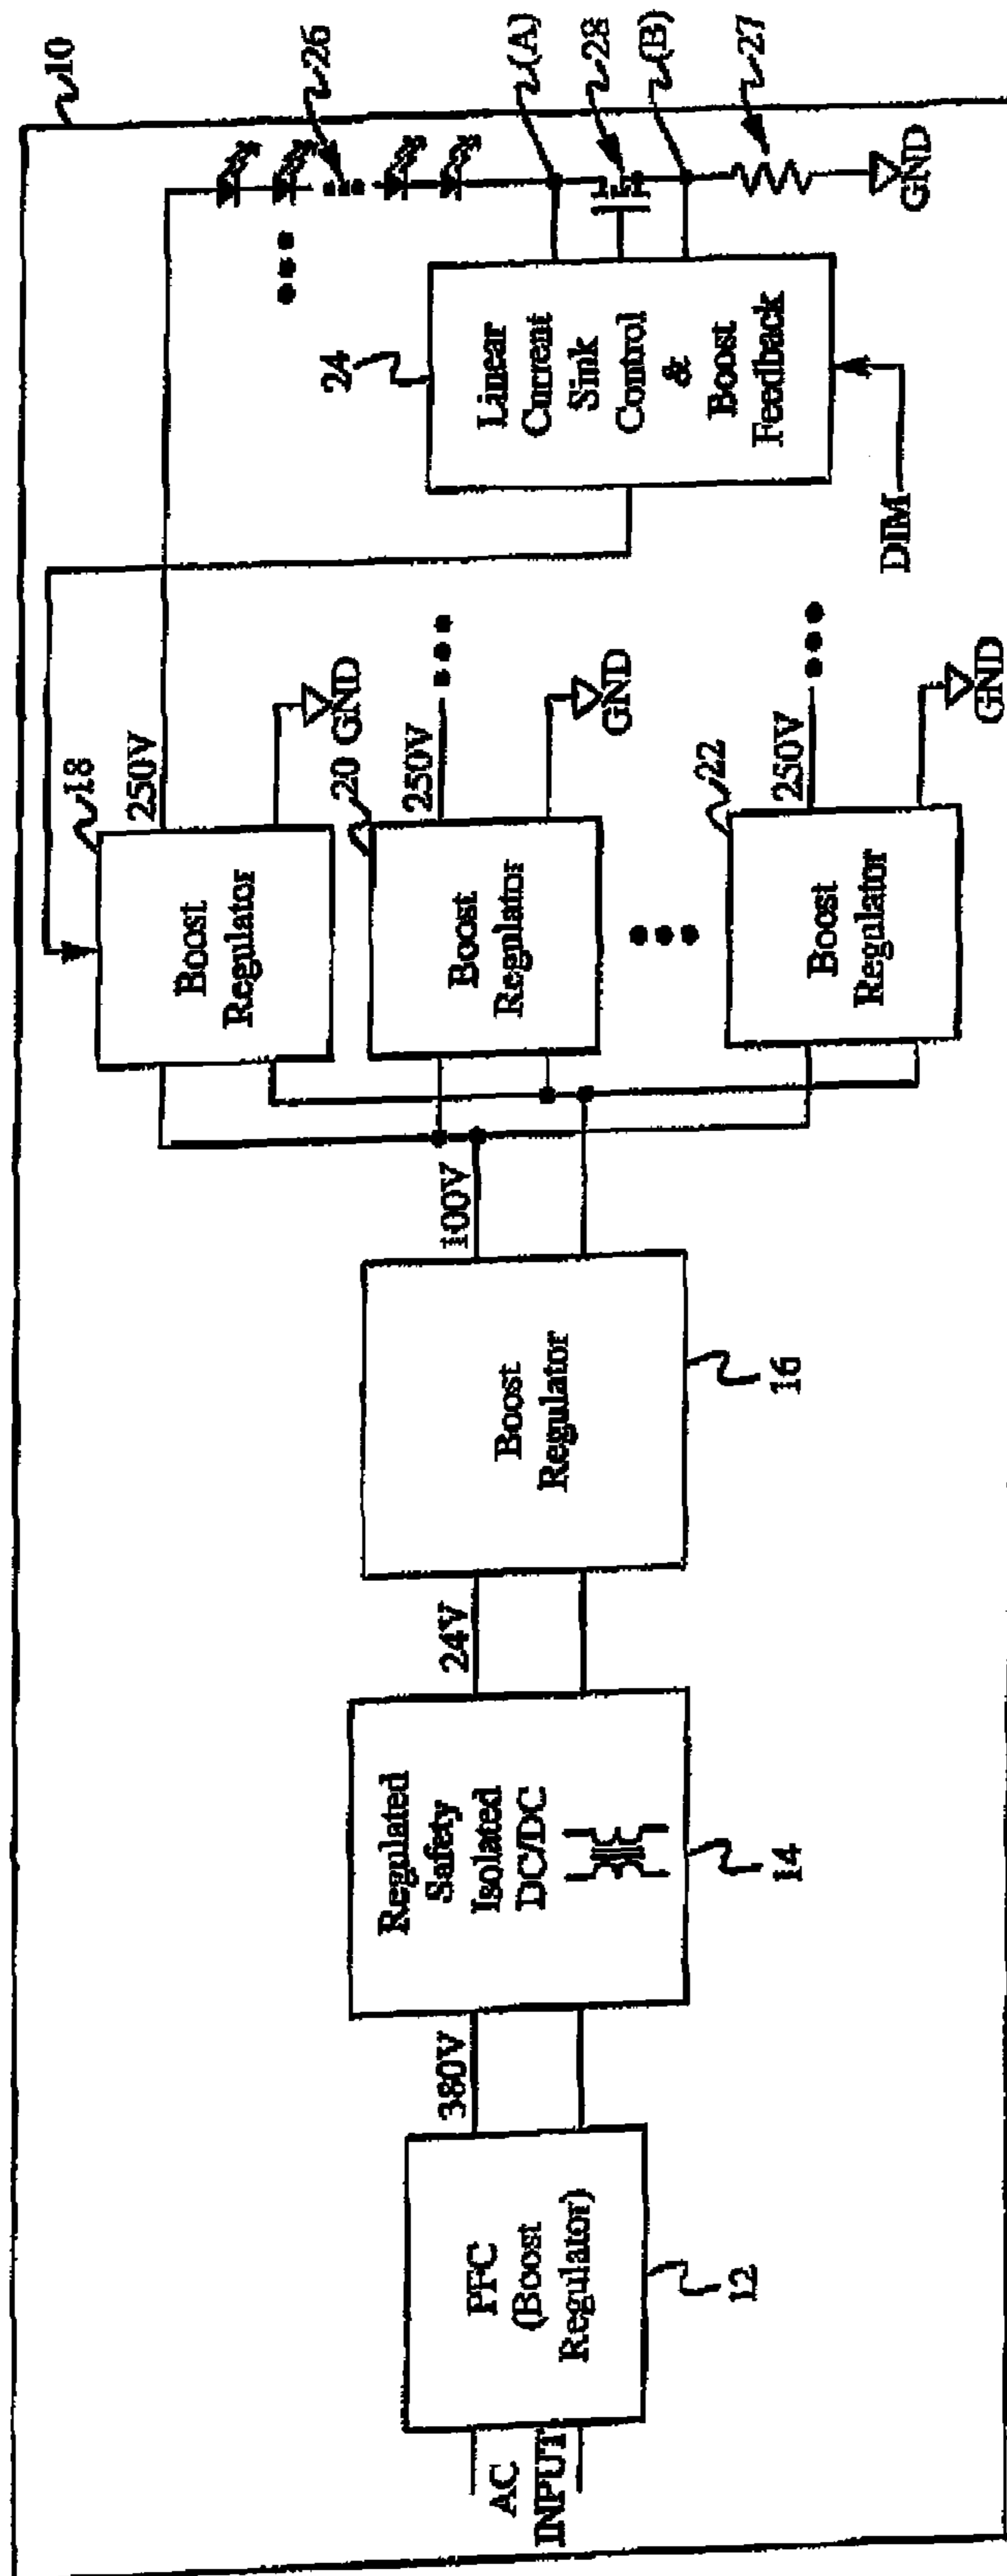 10
AC
INPUT
PFC
(Boost
Regulator)
12
380V
Regulated
Safety
Isolated
DC/DC
14
24V
Boost
Regulator
16
100V
Boost
Regulator
18
250V
GND
Boost
Regulator
20
250V
GND
Boost
Regulator
22
250V
GND
Linear
Current
Sink
Control
&
Boost
Feedback
24
DIM
26
(A)
28
(B)
27
GND